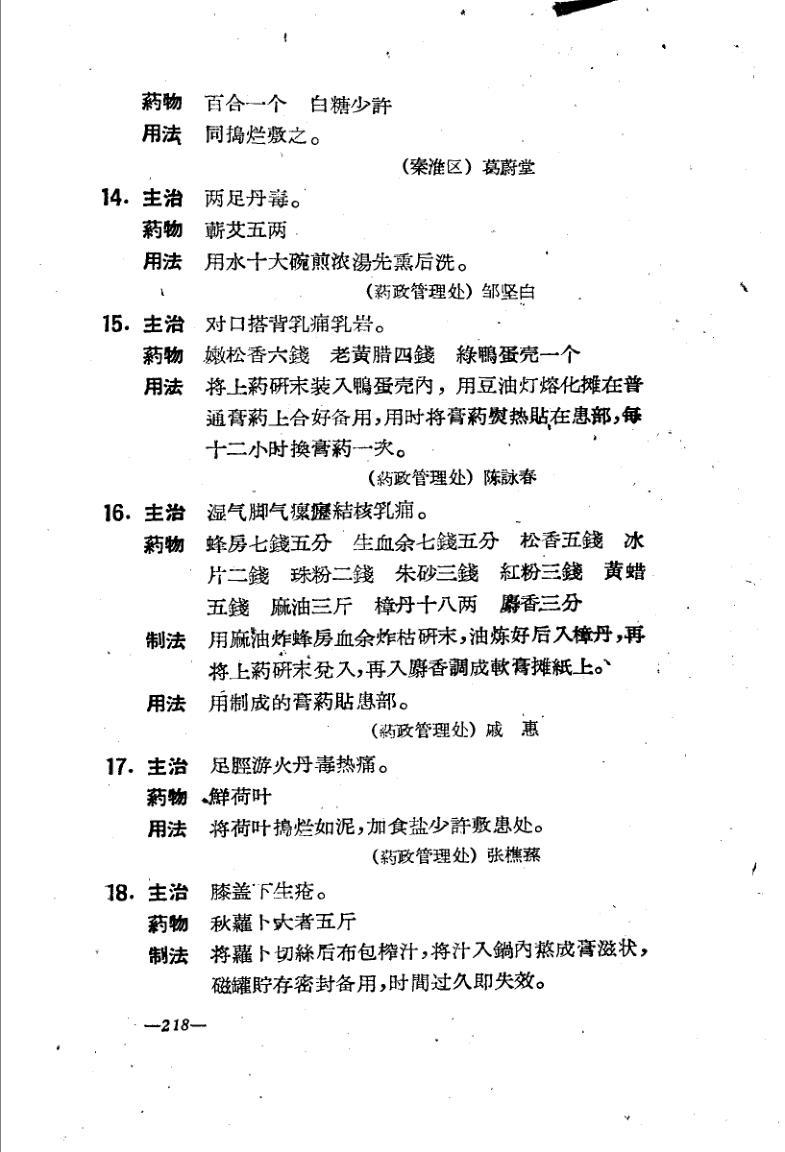 葯物 百合一个 白糖少許
用法 同搗烂敷之。
(秦淮区) 葛蔚堂
14. 主治 两足丹毒。
葯物 蘄艾五两
用法 用水十大碗煎浓湯先熏后洗。
(葯政管理处) 邹坚白
15. 主治 对口搭背乳痈乳岩。
葯物 嫩松香六錢 老黄腊四錢 綠鴨蛋壳一个
用法 将上葯研末装入鴨蛋壳內，用豆油灯熔化摊在普
通膏葯上合好备用，用时将膏葯熨热貼在患部，每
十二小时換膏葯一次。
(葯政管理处) 陈詠春
16. 主治 湿气脚气瘰癧結核乳痈。
葯物 蜂房七錢五分 生血余七錢五分 松香五錢 冰
片二錢 珠粉二錢 朱砂三錢 紅粉三錢 黄蜡
五錢 麻油三斤 樟丹十八两 麝香三分
制法 用麻油炸蜂房血余炸枯研末，油炼好后入樟丹，再
将上葯研末兌入，再入麝香調成軟膏摊紙上。
用法 用制成的膏葯貼患部。
(葯政管理处) 戚 惠
17. 主治 足脛游火丹毒热痛。
葯物 鮮荷叶
用法 将荷叶搗烂如泥，加食盐少許敷患处。
(葯政管理处) 张樵蓀
18. 主治 膝盖下生疮。
葯物 秋蘿卜大者五斤
制法 将蘿卜切絲后布包榨汁，将汁入鍋內熬成膏滋状，
磁罐貯存密封备用，时間过久即失效。
—218—